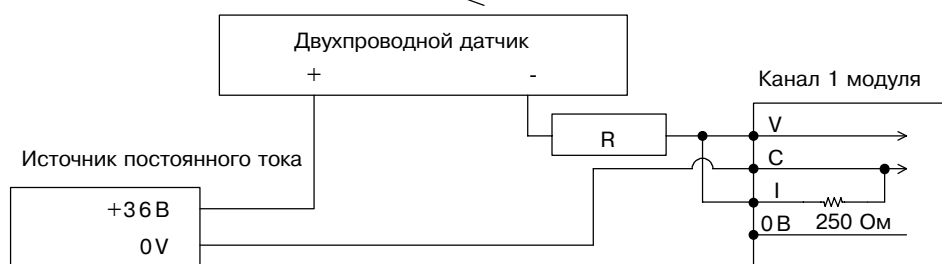 Двухпроводной датчик
+ -
Канал 1 модуля
R
V
Источник постоянного тока
C
+36В
I
0В 250 Ом
0V